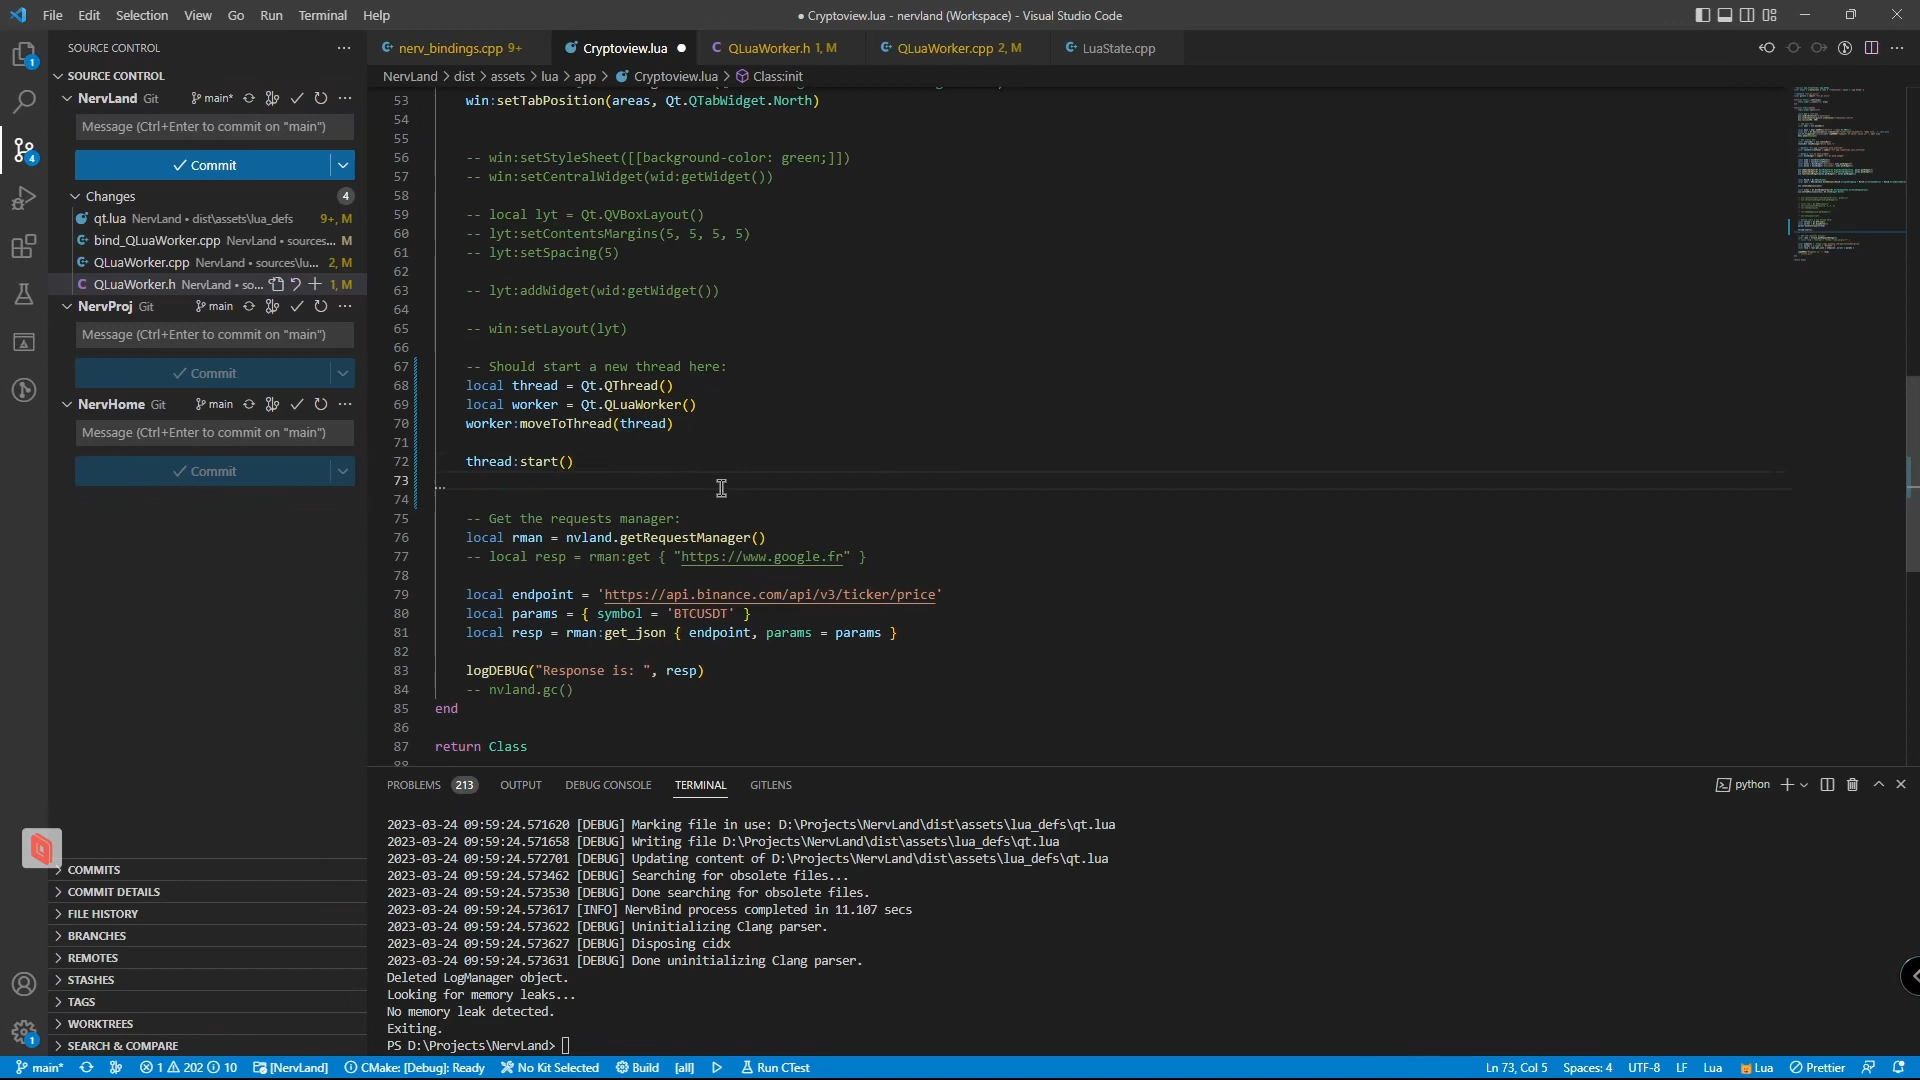 File Edit Selection View Go Run Terminal Help
● Cryptoview.lua - nervland (Workspace) - Visual Studio Code
SOURCE CONTROL
SOURCE CONTROL
NervLand Git main*
Message (Ctrl+Enter to commit on "main")
Commit
Changes 4
qt.lua NervLand • dist\assets\lua_defs 9+, M
bind_QLuaWorker.cpp NervLand • sources... M
QLuaWorker.cpp NervLand • sources\lu... 2, M
QLuaWorker.h NervLand • so... 1, M
NervProj Git main
Message (Ctrl+Enter to commit on "main")
Commit
NervHome Git main
Message (Ctrl+Enter to commit on "main")
Commit
COMMITS
COMMIT DETAILS
FILE HISTORY
BRANCHES
REMOTES
STASHES
TAGS
WORKTREES
SEARCH & COMPARE
nerv_bindings.cpp 9+
Cryptoview.lua ●
QLuaWorker.h 1, M
QLuaWorker.cpp 2, M
LuaState.cpp
NervLand > dist > assets > lua > app > Cryptoview.lua > Class:init
53 win:setTabPosition(areas, Qt.QTabWidget.North)
54
55
56 -- win:setStyleSheet([[background-color: green;]])
57 -- win:setCentralWidget(wid:getWidget())
58
59 -- local lyt = Qt.QVBoxLayout()
60 -- lyt:setContentsMargins(5, 5, 5, 5)
61 -- lyt:setSpacing(5)
62
63 -- lyt:addWidget(wid:getWidget())
64
65 -- win:setLayout(lyt)
66
67 -- Should start a new thread here:
68 local thread = Qt.QThread()
69 local worker = Qt.QLuaWorker()
70 worker:moveToThread(thread)
71
72 thread:start()
73
74
75 -- Get the requests manager:
76 local rman = nvland.getRequestManager()
77 -- local resp = rman:get { "https://www.google.fr" }
78
79 local endpoint = 'https://api.binance.com/api/v3/ticker/price'
80 local params = { symbol = 'BTCUSDT' }
81 local resp = rman:get_json { endpoint, params = params }
82
83 logDEBUG("Response is: ", resp)
84 -- nvland.gc()
85 end
86
87 return Class
88
PROBLEMS 213 OUTPUT DEBUG CONSOLE TERMINAL GITLENS
python
2023-03-24 09:59:24.571620 [DEBUG] Marking file in use: D:\Projects\NervLand\dist\assets\lua_defs\qt.lua
2023-03-24 09:59:24.571658 [DEBUG] Writing file D:\Projects\NervLand\dist\assets\lua_defs\qt.lua
2023-03-24 09:59:24.572701 [DEBUG] Updating content of D:\Projects\NervLand\dist\assets\lua_defs\qt.lua
2023-03-24 09:59:24.573462 [DEBUG] Searching for obsolete files...
2023-03-24 09:59:24.573530 [DEBUG] Done searching for obsolete files.
2023-03-24 09:59:24.573617 [INFO] NervBind process completed in 11.107 secs
2023-03-24 09:59:24.573622 [DEBUG] Uninitializing Clang parser.
2023-03-24 09:59:24.573627 [DEBUG] Disposing cidx
2023-03-24 09:59:24.573631 [DEBUG] Done uninitializing Clang parser.
Deleted LogManager object.
Looking for memory leaks...
No memory leak detected.
Exiting.
PS D:\Projects\NervLand>
main* 1 202 10 [NervLand] CMake: [Debug]: Ready No Kit Selected Build [all] Run CTest Ln 73, Col 5 Spaces: 4 UTF-8 LF Lua Lua Prettier